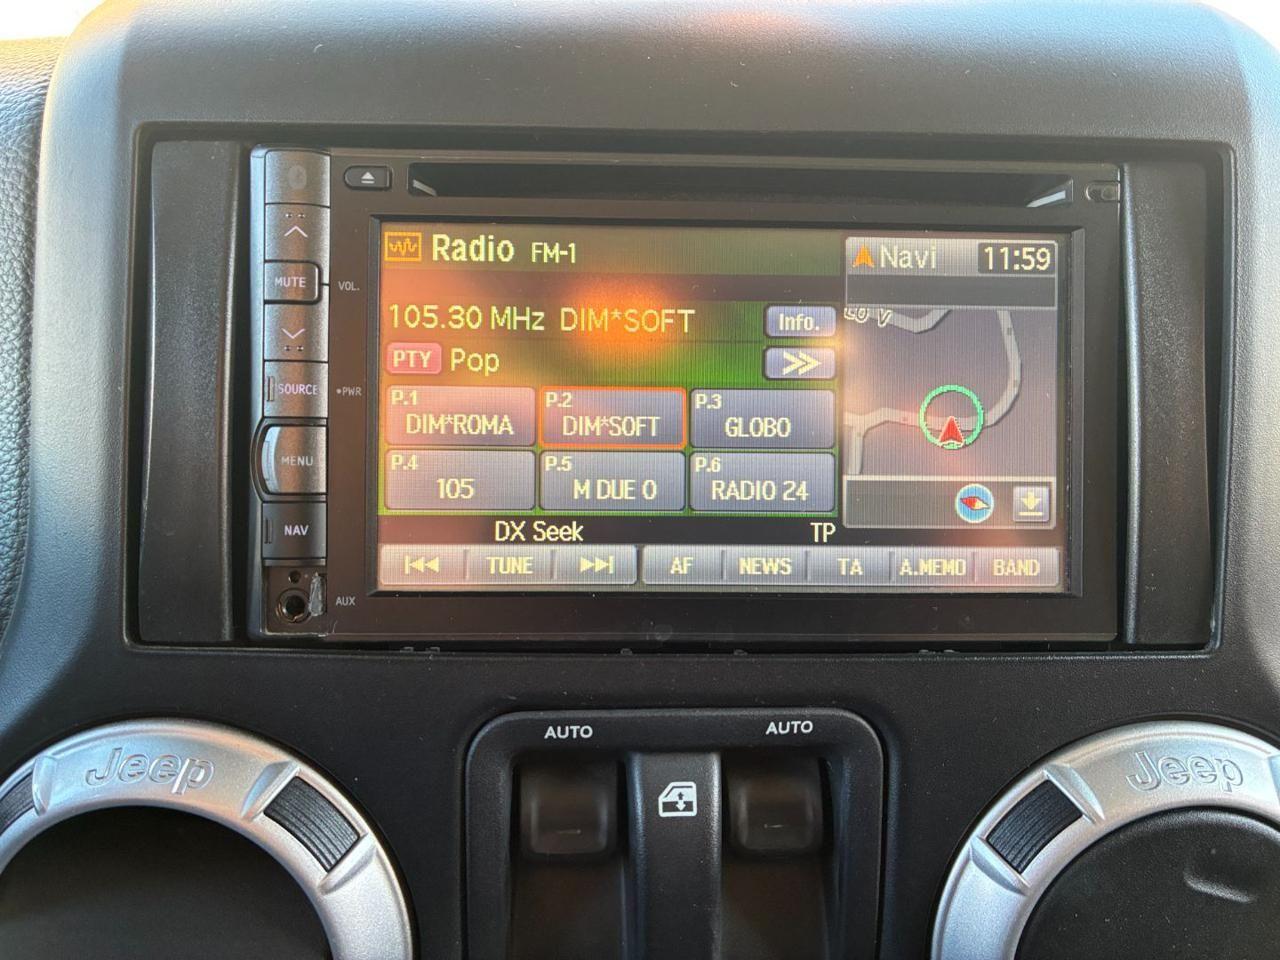 Radio FM-1
Navi 11:59
MUTE
VOL.
105.30 MHz DIM*SOFT
Info.
PTY Pop
SOURCE
•PWR
P.1 DIM*ROMA
P.2 DIM*SOFT
P.3 GLOBO
MENU
P.4 105
P.5 M DUE O
P.6 RADIO 24
NAV
DX Seek
TP
TUNE
AF
NEWS
TA
A.MEMO
BAND
AUX
AUTO
AUTO
Jeep
Jeep